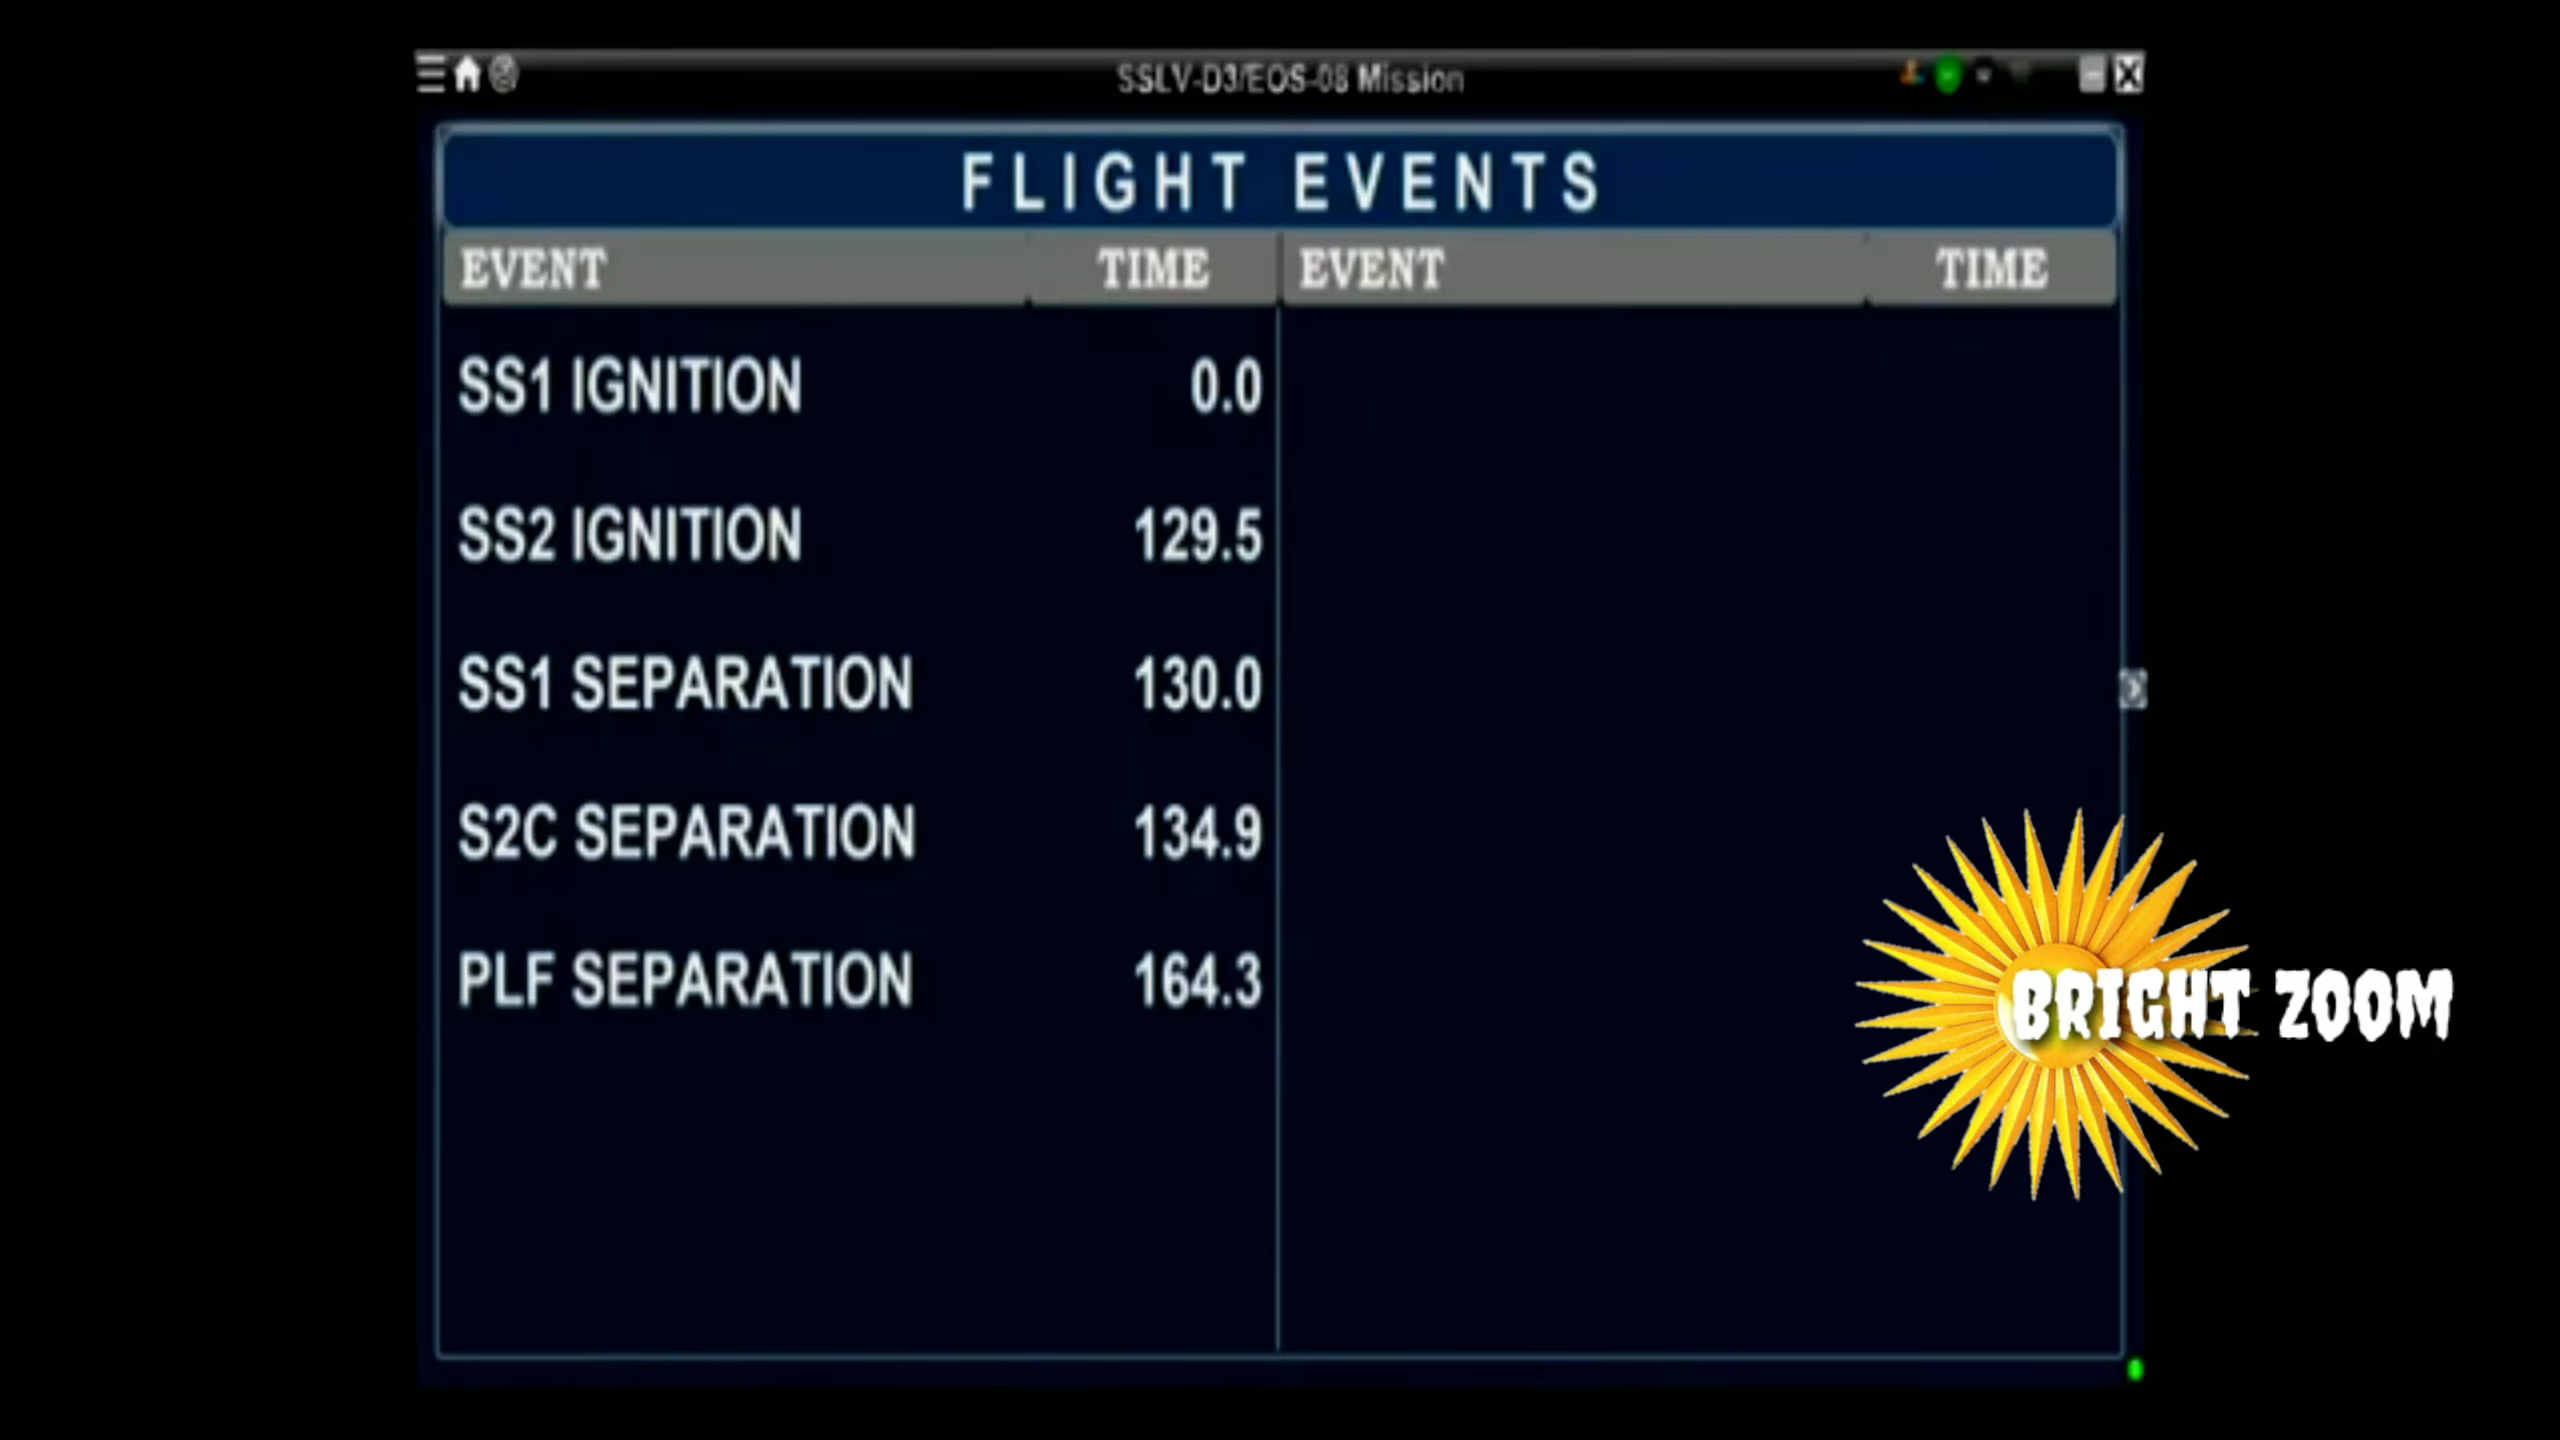 SSLV-D3/EOS-08 Mission
FLIGHT EVENTS
EVENT TIME EVENT TIME
SS1 IGNITION 0.0
SS2 IGNITION 129.5
SS1 SEPARATION 130.0
S2C SEPARATION 134.9
PLF SEPARATION 164.3
BRIGHT ZOOM